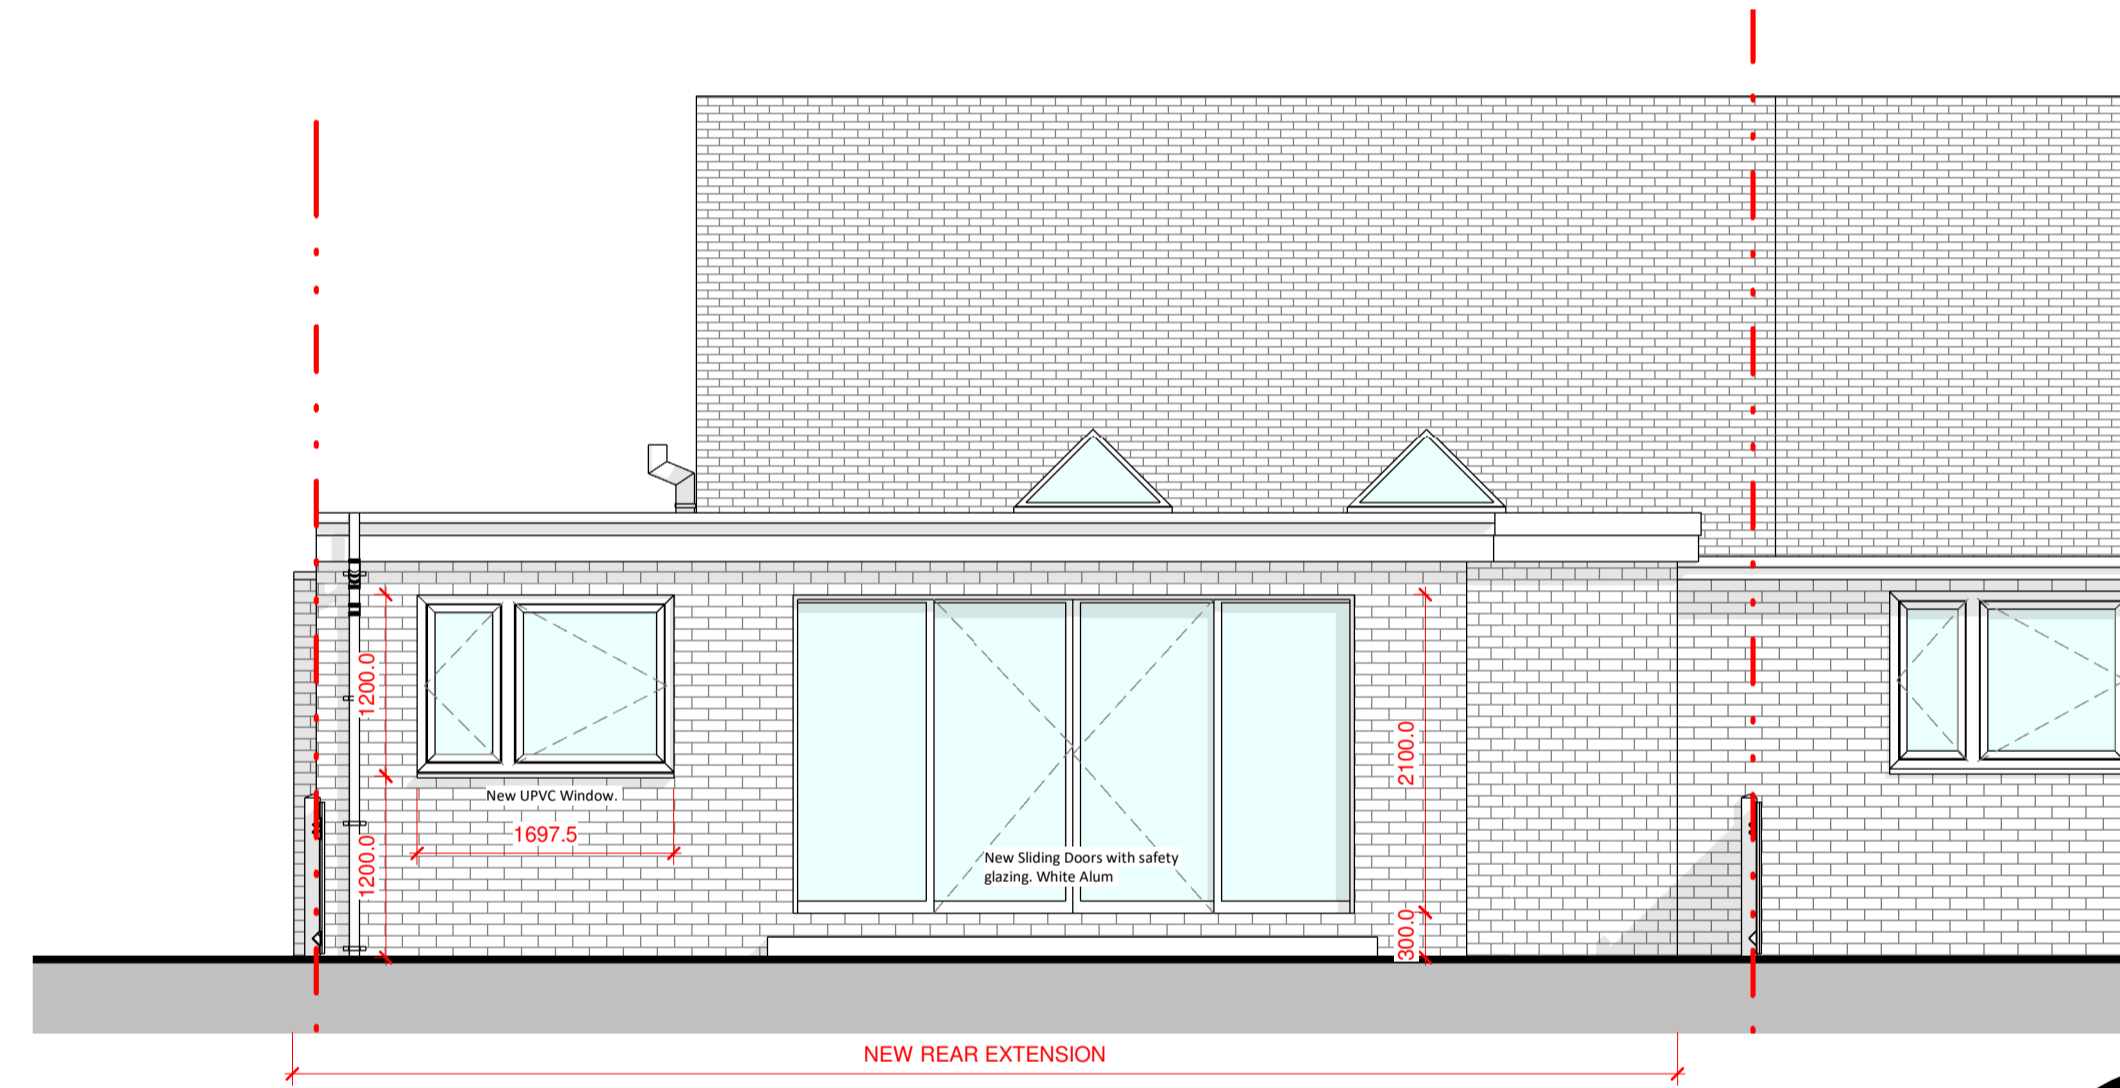 1200.0
2100.0
New UPVC Window.
1697.5
1200.0
New Sliding Doors with safety
glazing. White Alum
300.0
NEW REAR EXTENSION